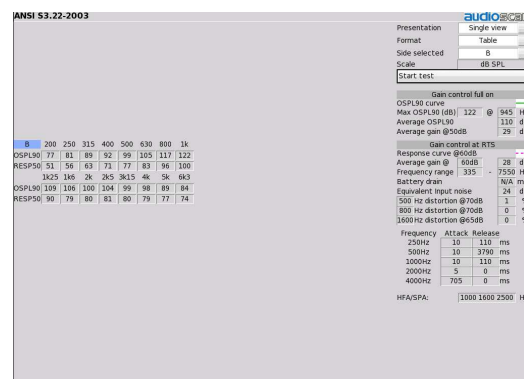 ANSI S3.22-2003
audiosca
Presentation Single view
Format Table
Side selected B
Scale dB SPL
Start test
Gain control full on
OSPL90 curve
Max OSPL90 (dB) 122 @ 945 H
Average OSPL90 110 d
Average gain @50dB 29 d
Gain control at RTS
Response curve @60dB
Average gain @ 60dB 28 d
Frequency range 335 - 7550 H
Battery drain N/A m
Equivalent Input noise 24 d
500 Hz distortion @70dB 1 %
800 Hz distortion @70dB 0 %
1600 Hz distortion @65dB 0 %
Frequency Attack Release
250Hz 10 110 ms
500Hz 10 3790 ms
1000Hz 10 110 ms
2000Hz 5 0 ms
4000Hz 705 0 ms
HFA/SPA: 1000 1600 2500 H
B 200 250 315 400 500 630 800 1k
OSPL90 77 81 89 92 99 105 117 122
RESP50 51 56 63 71 77 83 96 100
1k25 1k6 2k 2k5 3k15 4k 5k 6k3
OSPL90 109 106 100 104 99 98 89 84
RESP50 90 79 80 81 80 79 77 74